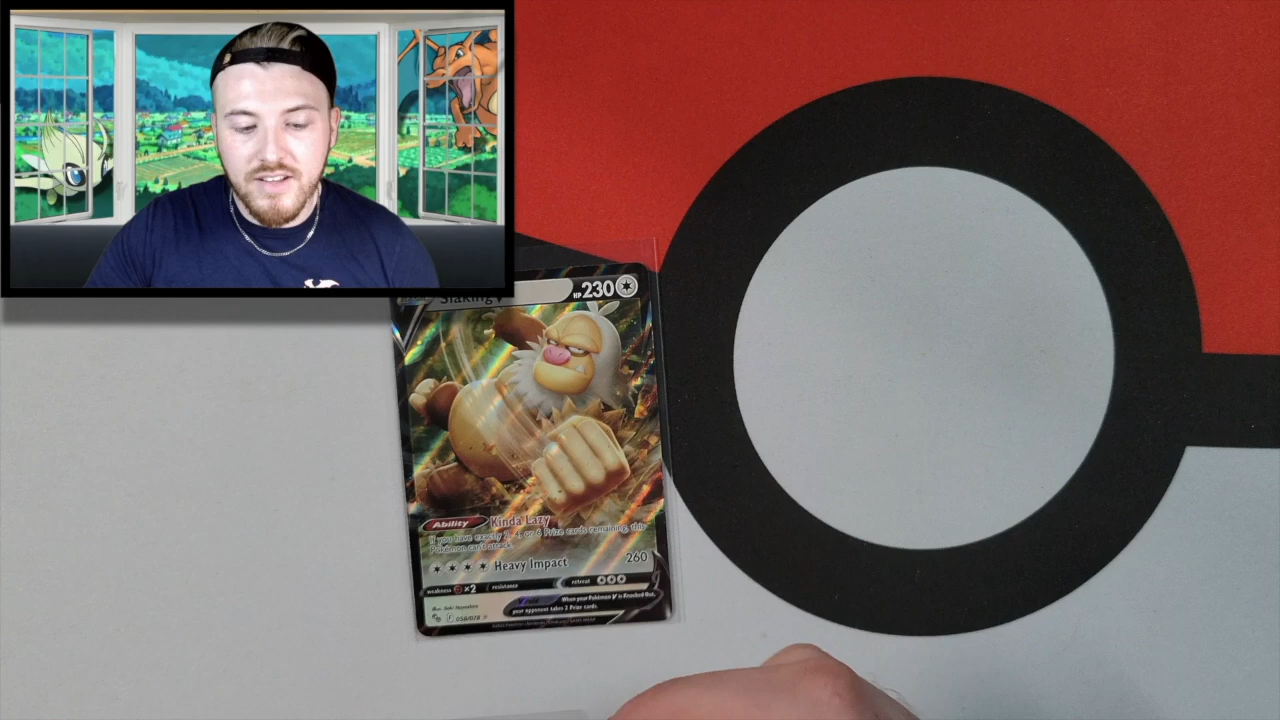 Slaking V HP 230
Ability Kinda Lazy
If you have exactly 2, 4, or 6 Prize cards remaining, this
Pokémon can't attack.
Heavy Impact 260
weakness ×2 resistance retreat
When your Pokémon V is Knocked Out,
your opponent takes 2 Prize cards.
058/078